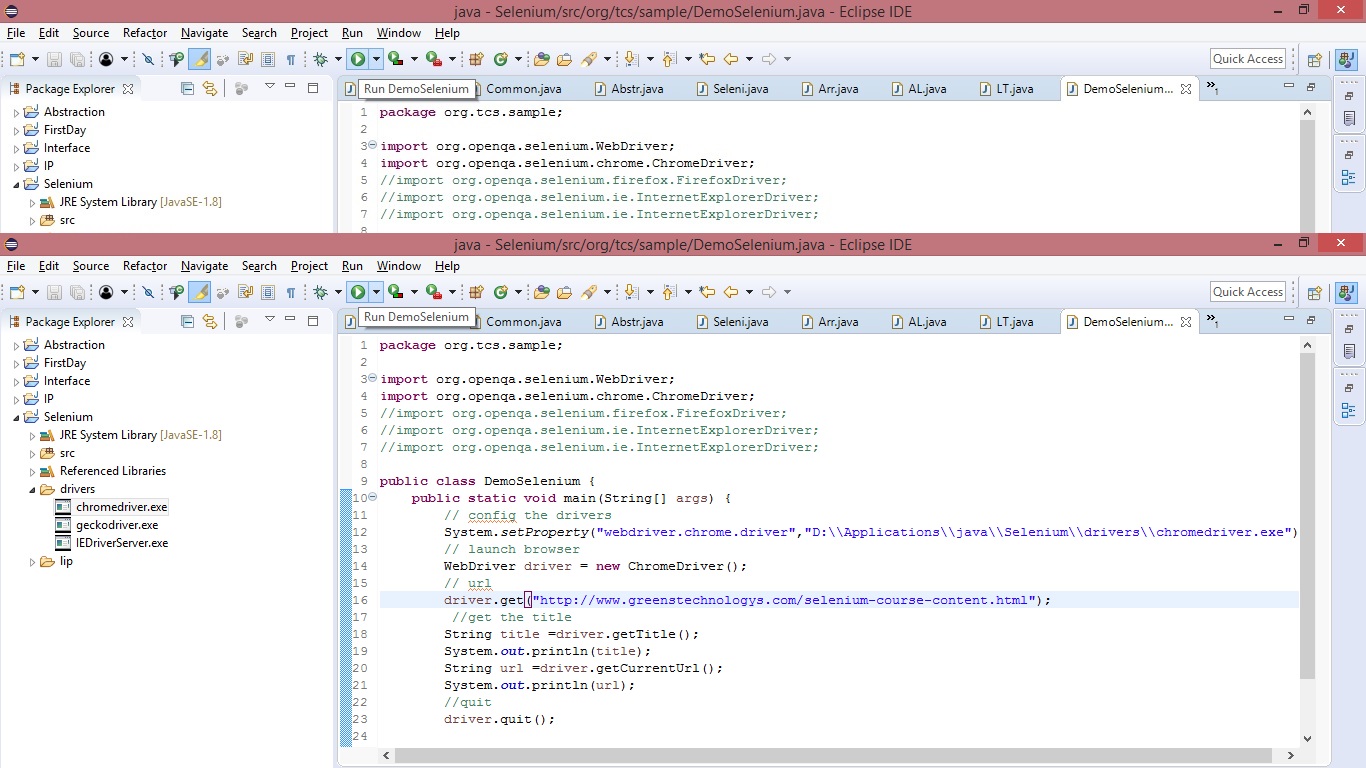 java - Selenium/src/org/tcs/sample/DemoSelenium.java - Eclipse IDE
File Edit Source Refactor Navigate Search Project Run Window Help
Quick Access
Package Explorer
Run DemoSelenium Common.java Abstr.java Seleni.java Arr.java AL.java LT.java DemoSelenium... »1
Abstraction
FirstDay
Interface
IP
Selenium
JRE System Library [JavaSE-1.8]
src
1 package org.tcs.sample;
2
3 import org.openqa.selenium.WebDriver;
4 import org.openqa.selenium.chrome.ChromeDriver;
5 //import org.openqa.selenium.firefox.FirefoxDriver;
6 //import org.openqa.selenium.ie.InternetExplorerDriver;
7 //import org.openqa.selenium.ie.InternetExplorerDriver;
8
java - Selenium/src/org/tcs/sample/DemoSelenium.java - Eclipse IDE
File Edit Source Refactor Navigate Search Project Run Window Help
Quick Access
Package Explorer
Run DemoSelenium Common.java Abstr.java Seleni.java Arr.java AL.java LT.java DemoSelenium... »1
Abstraction
FirstDay
Interface
IP
Selenium
JRE System Library [JavaSE-1.8]
src
Referenced Libraries
drivers
chromedriver.exe
geckodriver.exe
IEDriverServer.exe
lip
1 package org.tcs.sample;
2
3 import org.openqa.selenium.WebDriver;
4 import org.openqa.selenium.chrome.ChromeDriver;
5 //import org.openqa.selenium.firefox.FirefoxDriver;
6 //import org.openqa.selenium.ie.InternetExplorerDriver;
7 //import org.openqa.selenium.ie.InternetExplorerDriver;
8
9 public class DemoSelenium {
10 public static void main(String[] args) {
11 // config the drivers
12 System.setProperty("webdriver.chrome.driver","D:\\Applications\\java\\Selenium\\drivers\\chromedriver.exe")
13 // launch browser
14 WebDriver driver = new ChromeDriver();
15 // url
16 driver.get("http://www.greenstechnologys.com/selenium-course-content.html");
17 //get the title
18 String title =driver.getTitle();
19 System.out.println(title);
20 String url =driver.getCurrentUrl();
21 System.out.println(url);
22 //quit
23 driver.quit();
24